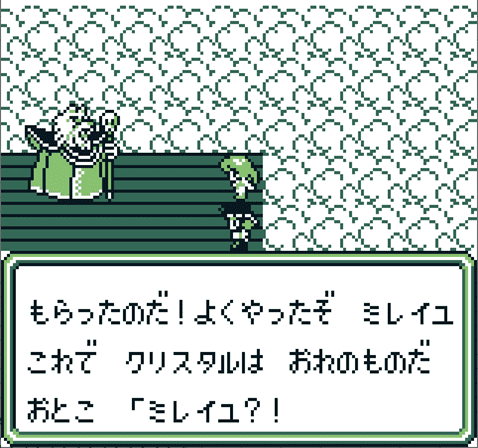 もらったのだ！よくやったぞ　ミレイユ
これで　クリスタルは　おれのものだ
おとこ　「ミレイユ？！